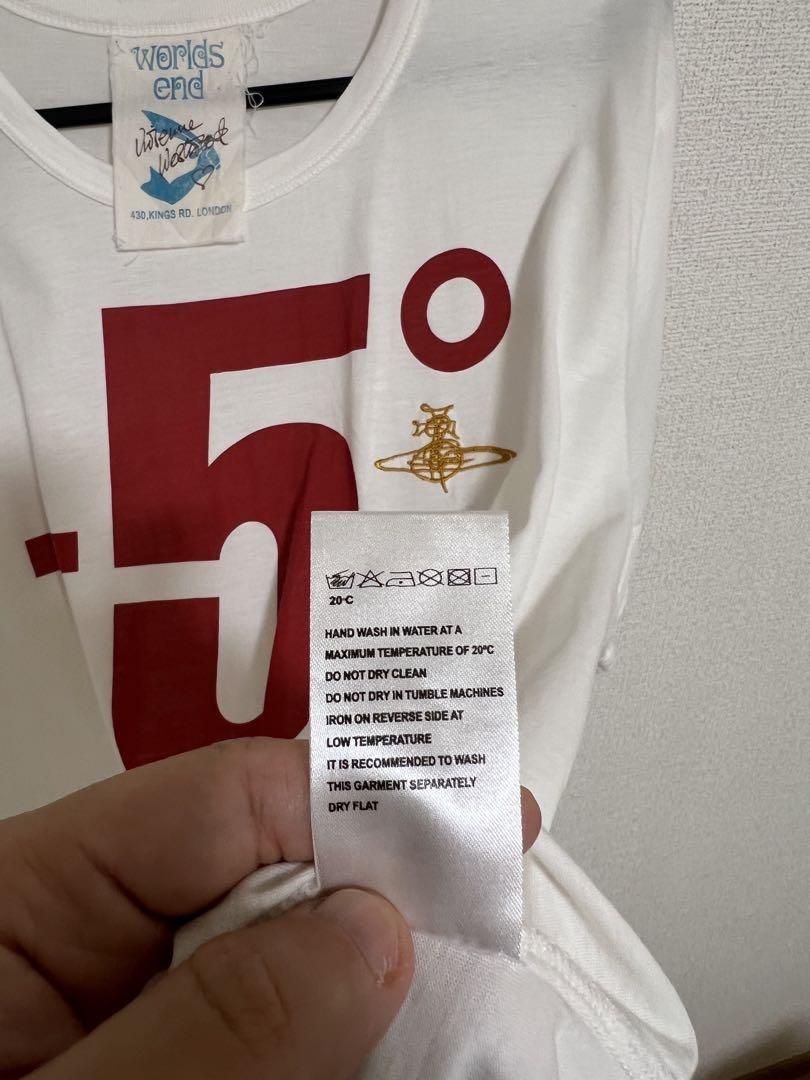 worlds
end
Vivienne
Westwood
430,KINGS RD. LONDON
-5°
20°C
HAND WASH IN WATER AT A
MAXIMUM TEMPERATURE OF 20°C
DO NOT DRY CLEAN
DO NOT DRY IN TUMBLE MACHINES
IRON ON REVERSE SIDE AT
LOW TEMPERATURE
IT IS RECOMMENDED TO WASH
THIS GARMENT SEPARATELY
DRY FLAT